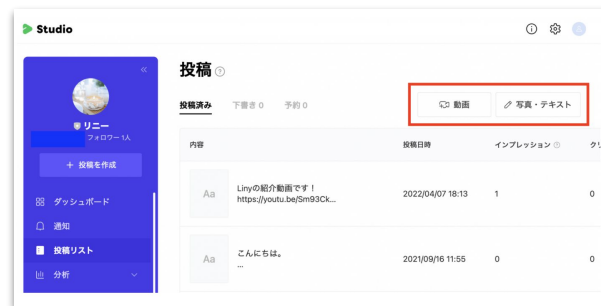 Studio
投稿
投稿済み 下書き 0 予約 0
動画 写真・テキスト
リニー
フォロワー 1人
+ 投稿を作成
ダッシュボード
通知
投稿リスト
分析
内容 投稿日時 インプレッション クリ
Aa Linyの紹介動画です！
https://youtu.be/Sm93Ck... 2022/04/07 18:13 1 0
Aa こんにちは。
... 2021/09/16 11:55 0 0